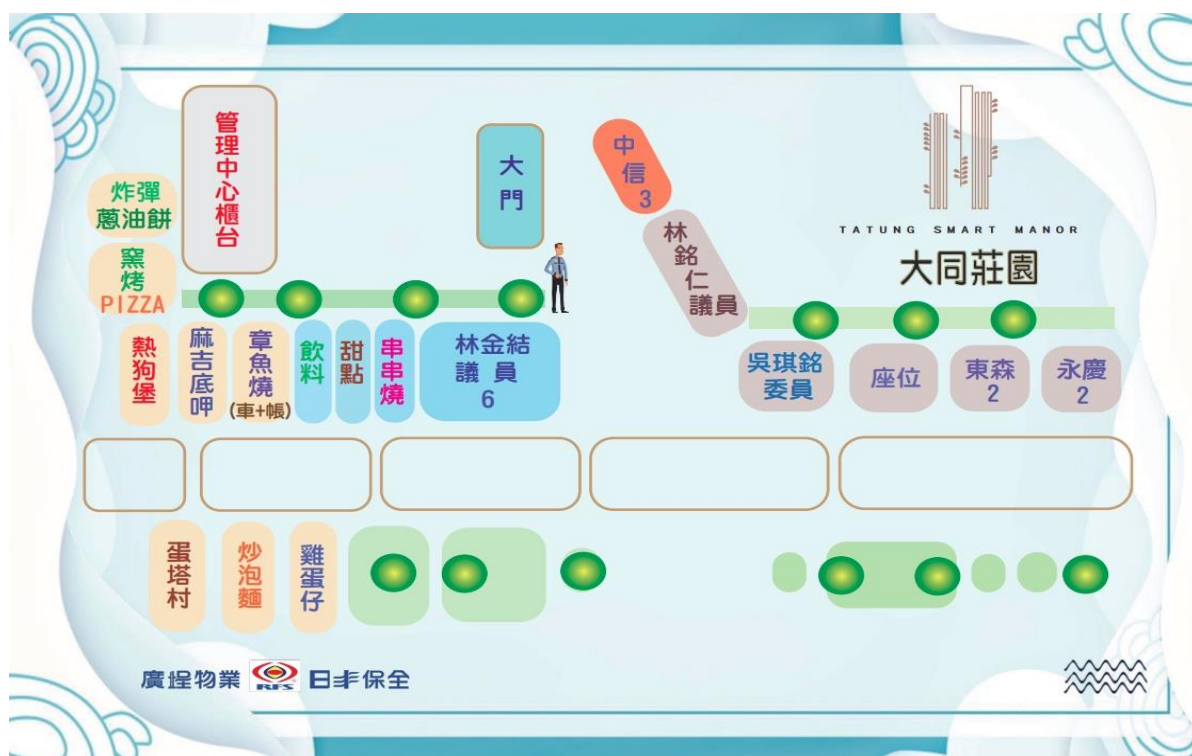 管理中心櫃台
大門
中信3
林銘仁議員
TATUNG SMART MANOR
大同莊園
炸彈
蔥油餅
窯烤
PIZZA
熱狗堡
麻吉底呷
章魚燒
(車+帳)
飲料
甜點
串串燒
林金結
議員
6
吳琪銘
委員
座位
東森
2
永慶
2
蛋塔村
炒泡麵
雞蛋仔
廣堭物業
RFS
日丰保全